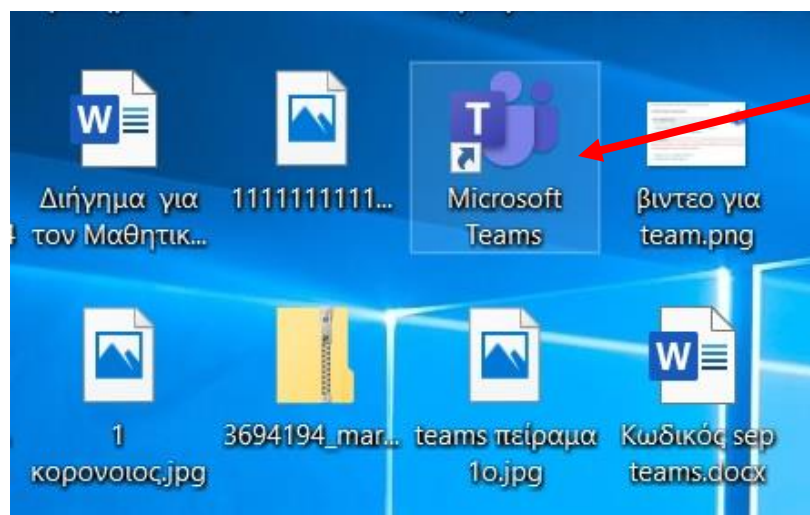 Διήγημα για
τον Μαθητικ...
1111111111...
Microsoft
Teams
βιντεο για
team.png
1
κορονοιος.jpg
3694194_mar...
teams πείραμα
1ο.jpg
Κωδικός sep
teams.docx